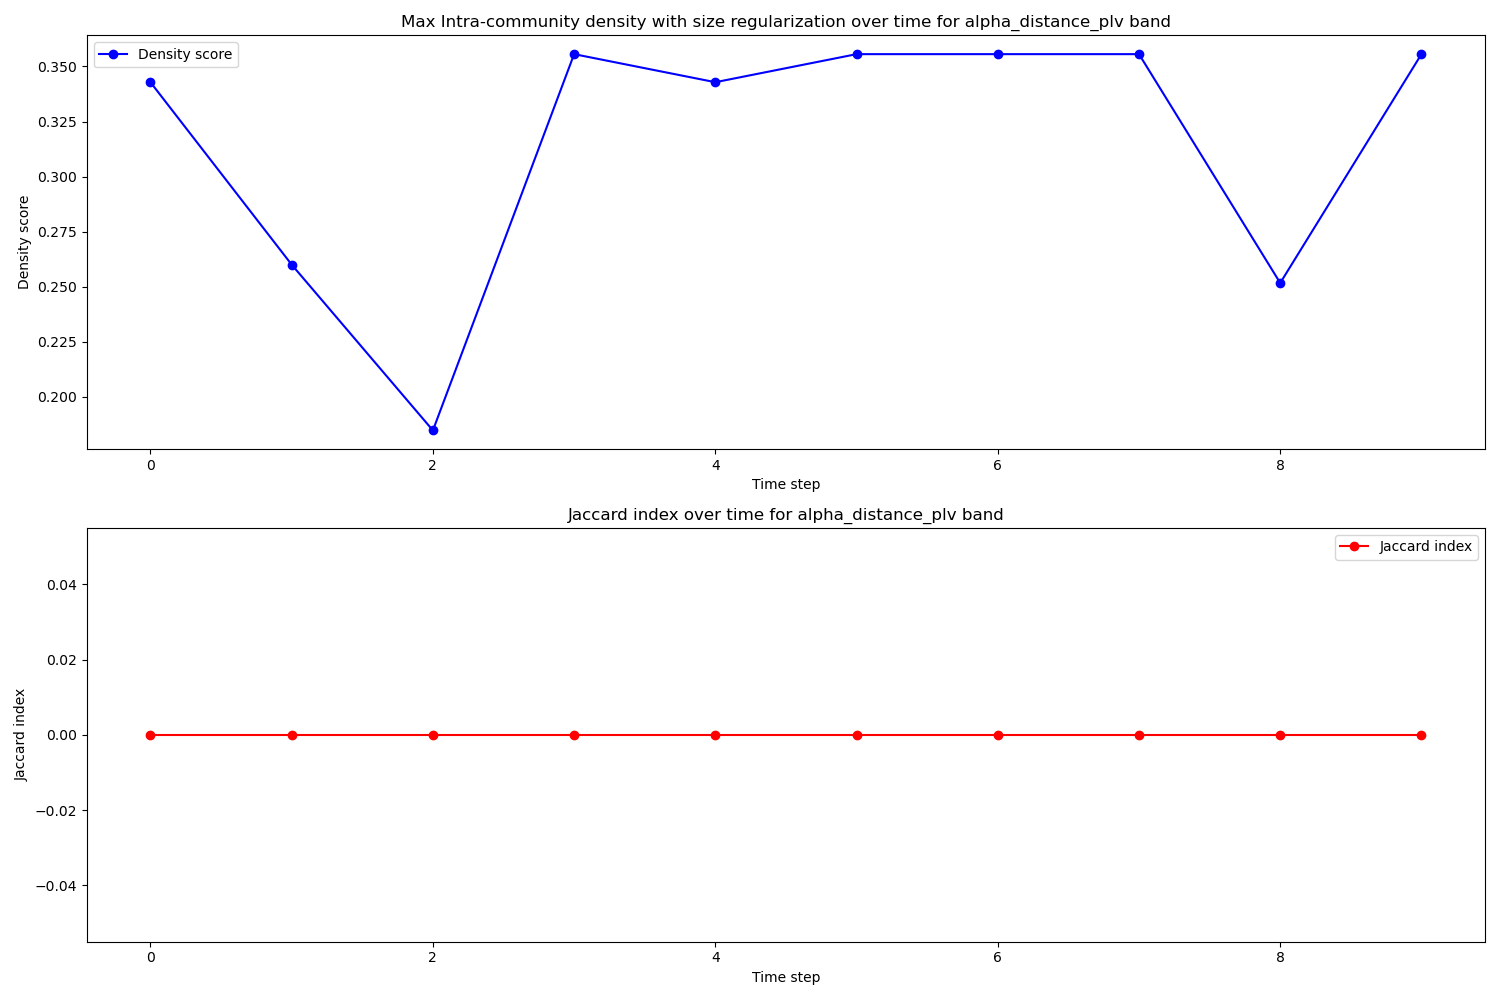 Max Intra-community density with size regularization over time for alpha_distance_plv band
Density score
0.350
0.325
0.300
0.275
0.250
0.225
0.200
Density score
0 2 4 6 8
Time step
Jaccard index over time for alpha_distance_plv band
Jaccard index
0.04
0.02
0.00
−0.02
−0.04
Jaccard index
0 2 4 6 8
Time step